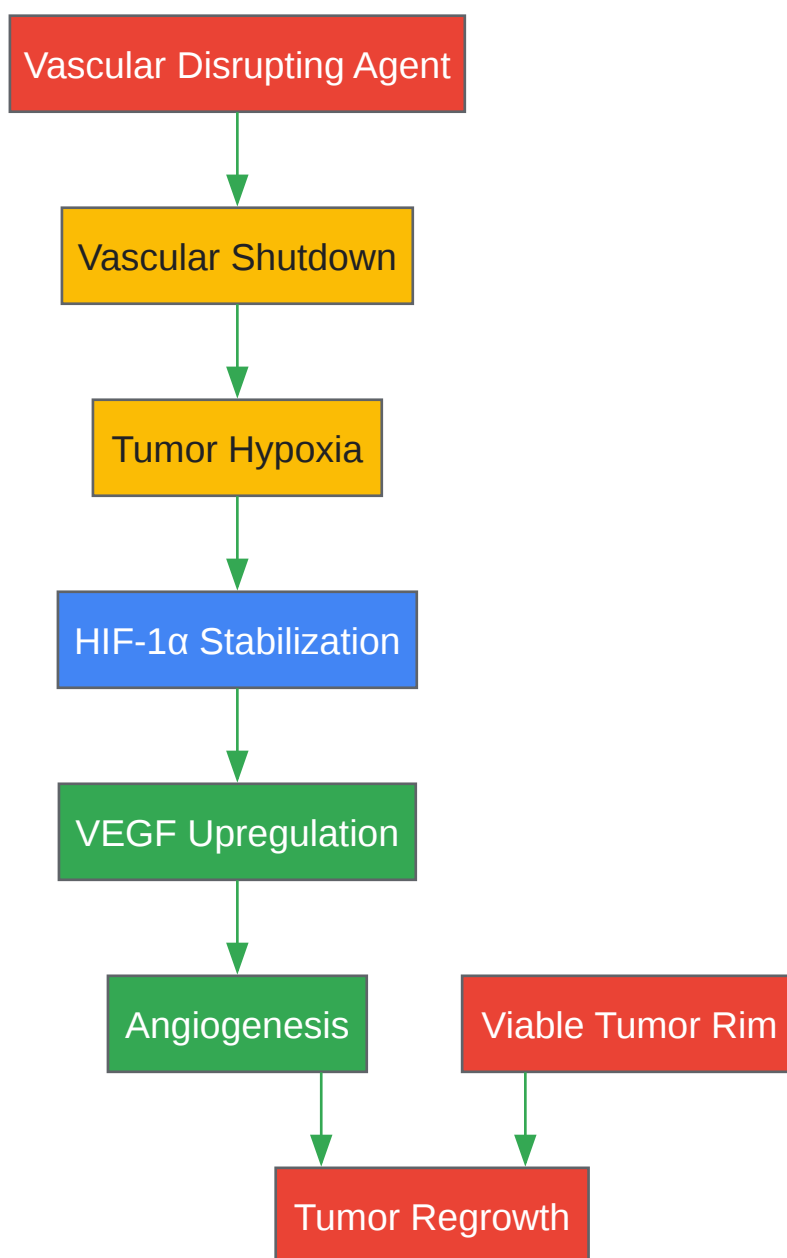 Vascular Disrupting Agent
Vascular Shutdown
Tumor Hypoxia
HIF-1α Stabilization
VEGF Upregulation
Angiogenesis
Viable Tumor Rim
Tumor Regrowth